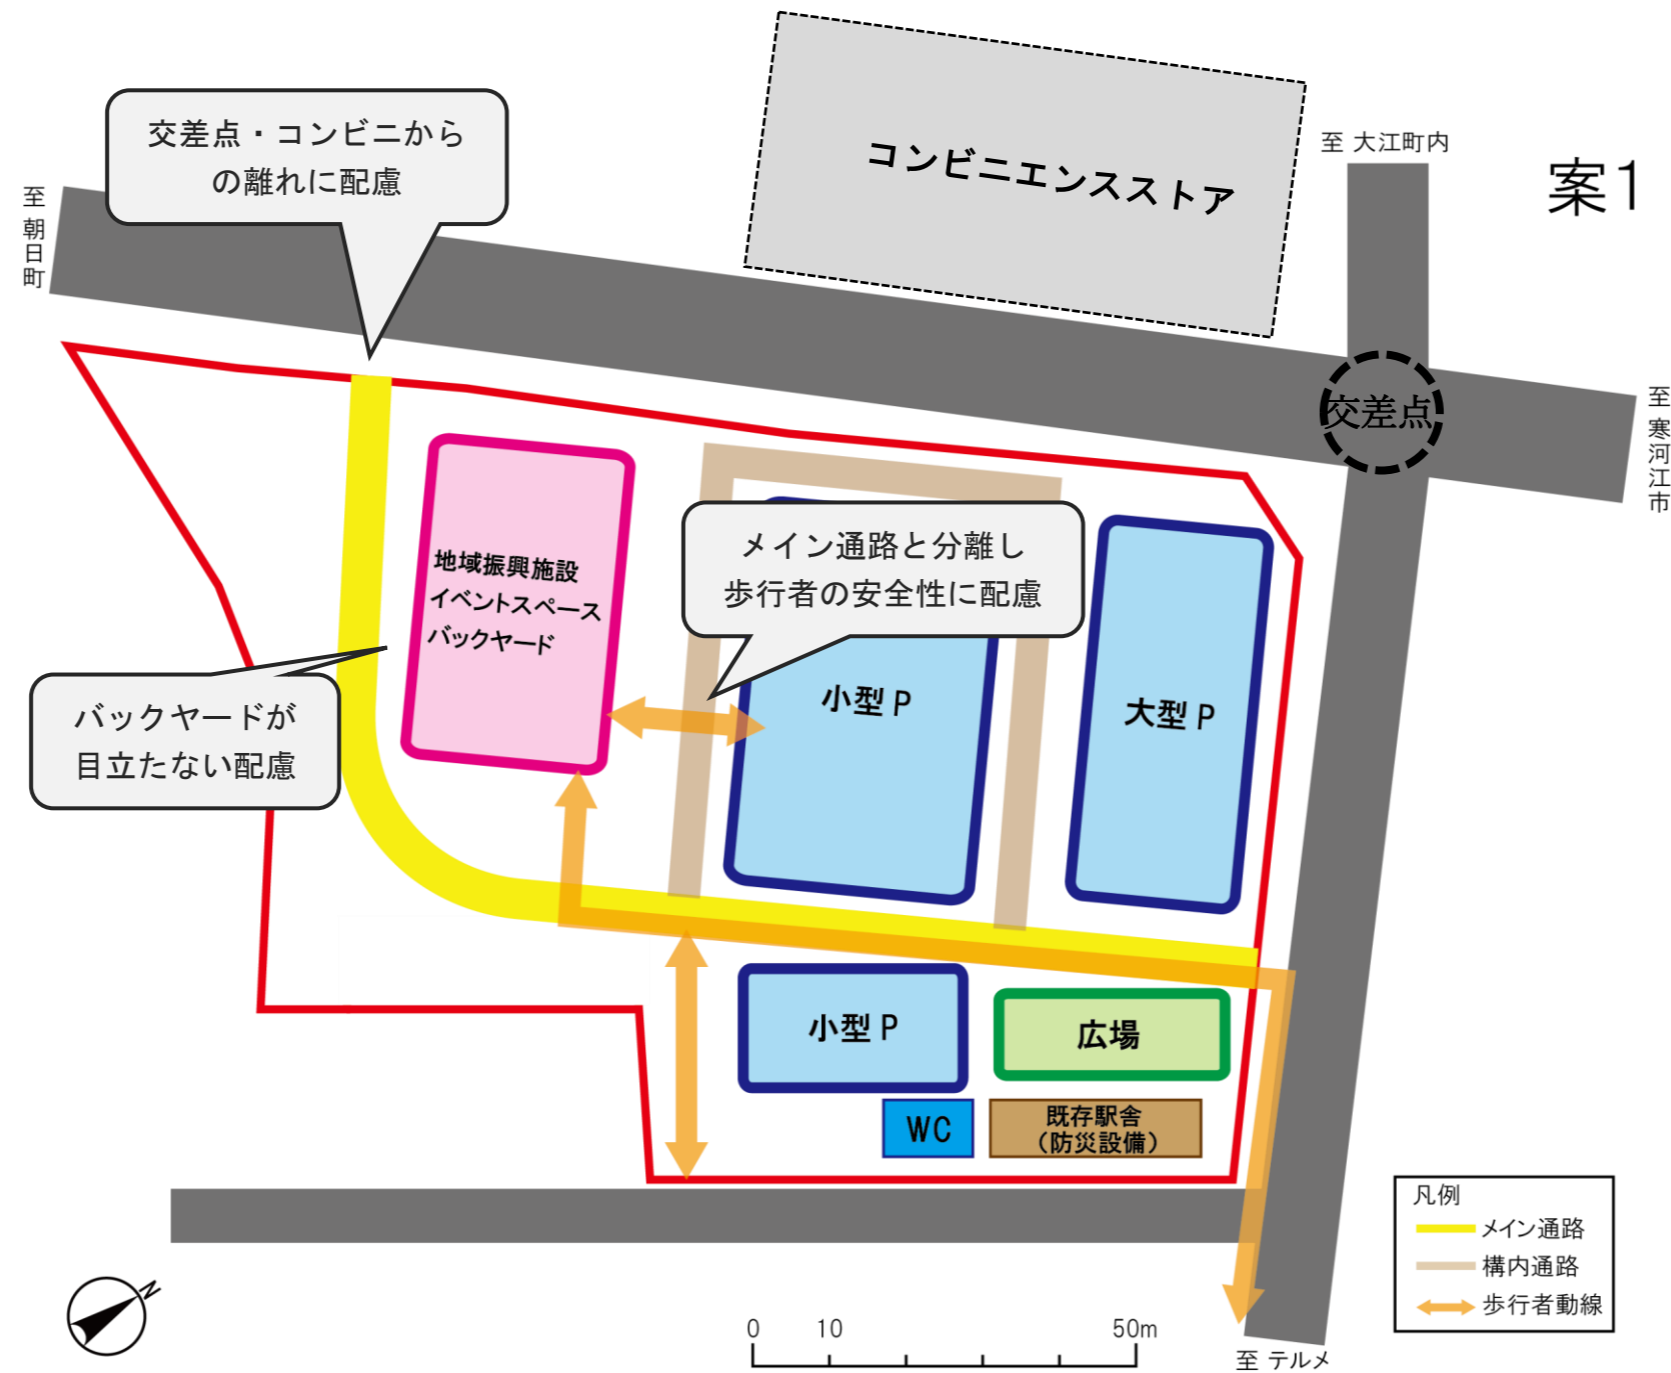 案1
交差点・コンビニから
の離れに配慮
コンビニエンスストア
至 大江町内
至 朝日町
交差点
至 寒河江市
地域振興施設
イベントスペース
バックヤード
メイン通路と分離し
歩行者の安全性に配慮
小型 P
大型 P
バックヤードが
目立たない配慮
小型 P
広場
WC
既存駅舎
（防災設備）
凡例
メイン通路
構内通路
歩行者動線
N
0 10 50m
至 テルメ